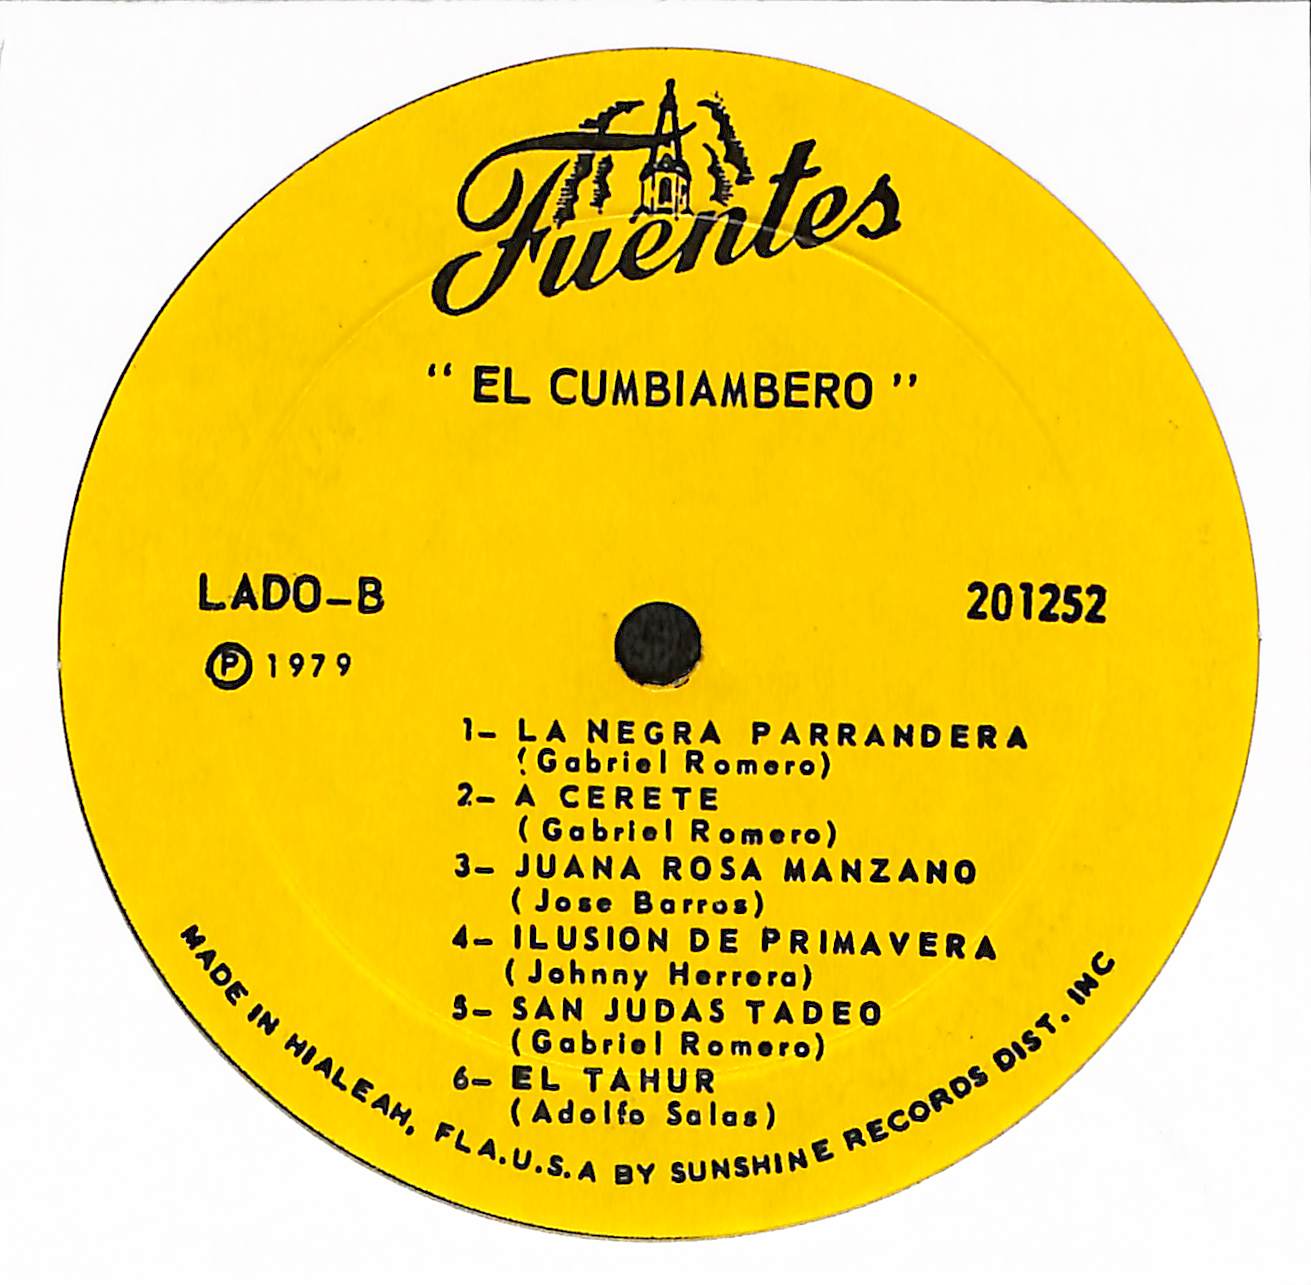 Fuentes
" EL CUMBIAMBERO "
LADO-B
201252
Ⓟ 1979
1- LA NEGRA PARRANDERA
(Gabriel Romero)
2- A CERETE
(Gabriel Romero)
3- JUANA ROSA MANZANO
(Jose Barros)
4- ILUSION DE PRIMAVERA
(Johnny Herrera)
5- SAN JUDAS TADEO
(Gabriel Romero)
6- EL TAHUR
(Adolfo Salas)
MADE IN HIALEAH, FLA.U.S.A BY SUNSHINE RECORDS DIST. INC